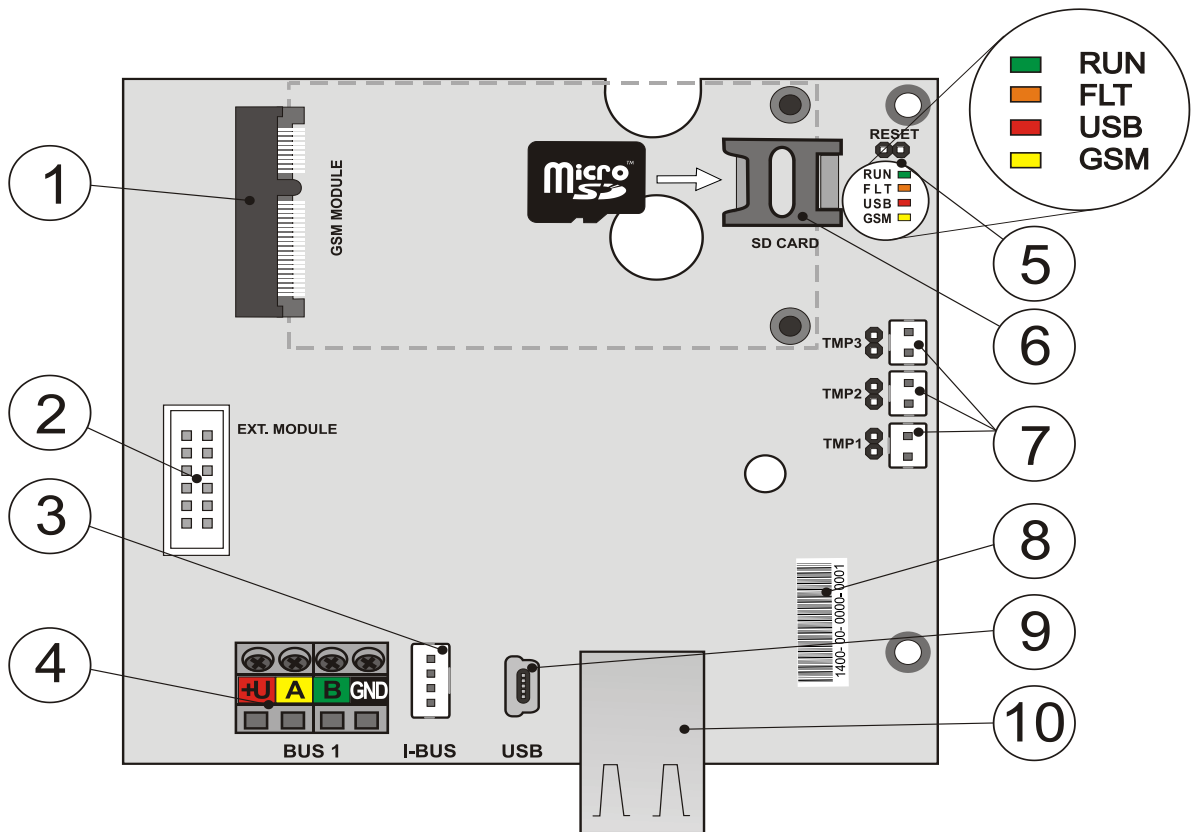 RUN
FLT
USB
GSM
RESET
RUN
FLT
USB
GSM
micro SD™
SD CARD
GSM MODULE
1
2
3
4
5
6
7
8
9
10
TMP3
TMP2
TMP1
EXT. MODULE
1400-00-0000-0001
+U A B GND
BUS 1
I-BUS
USB